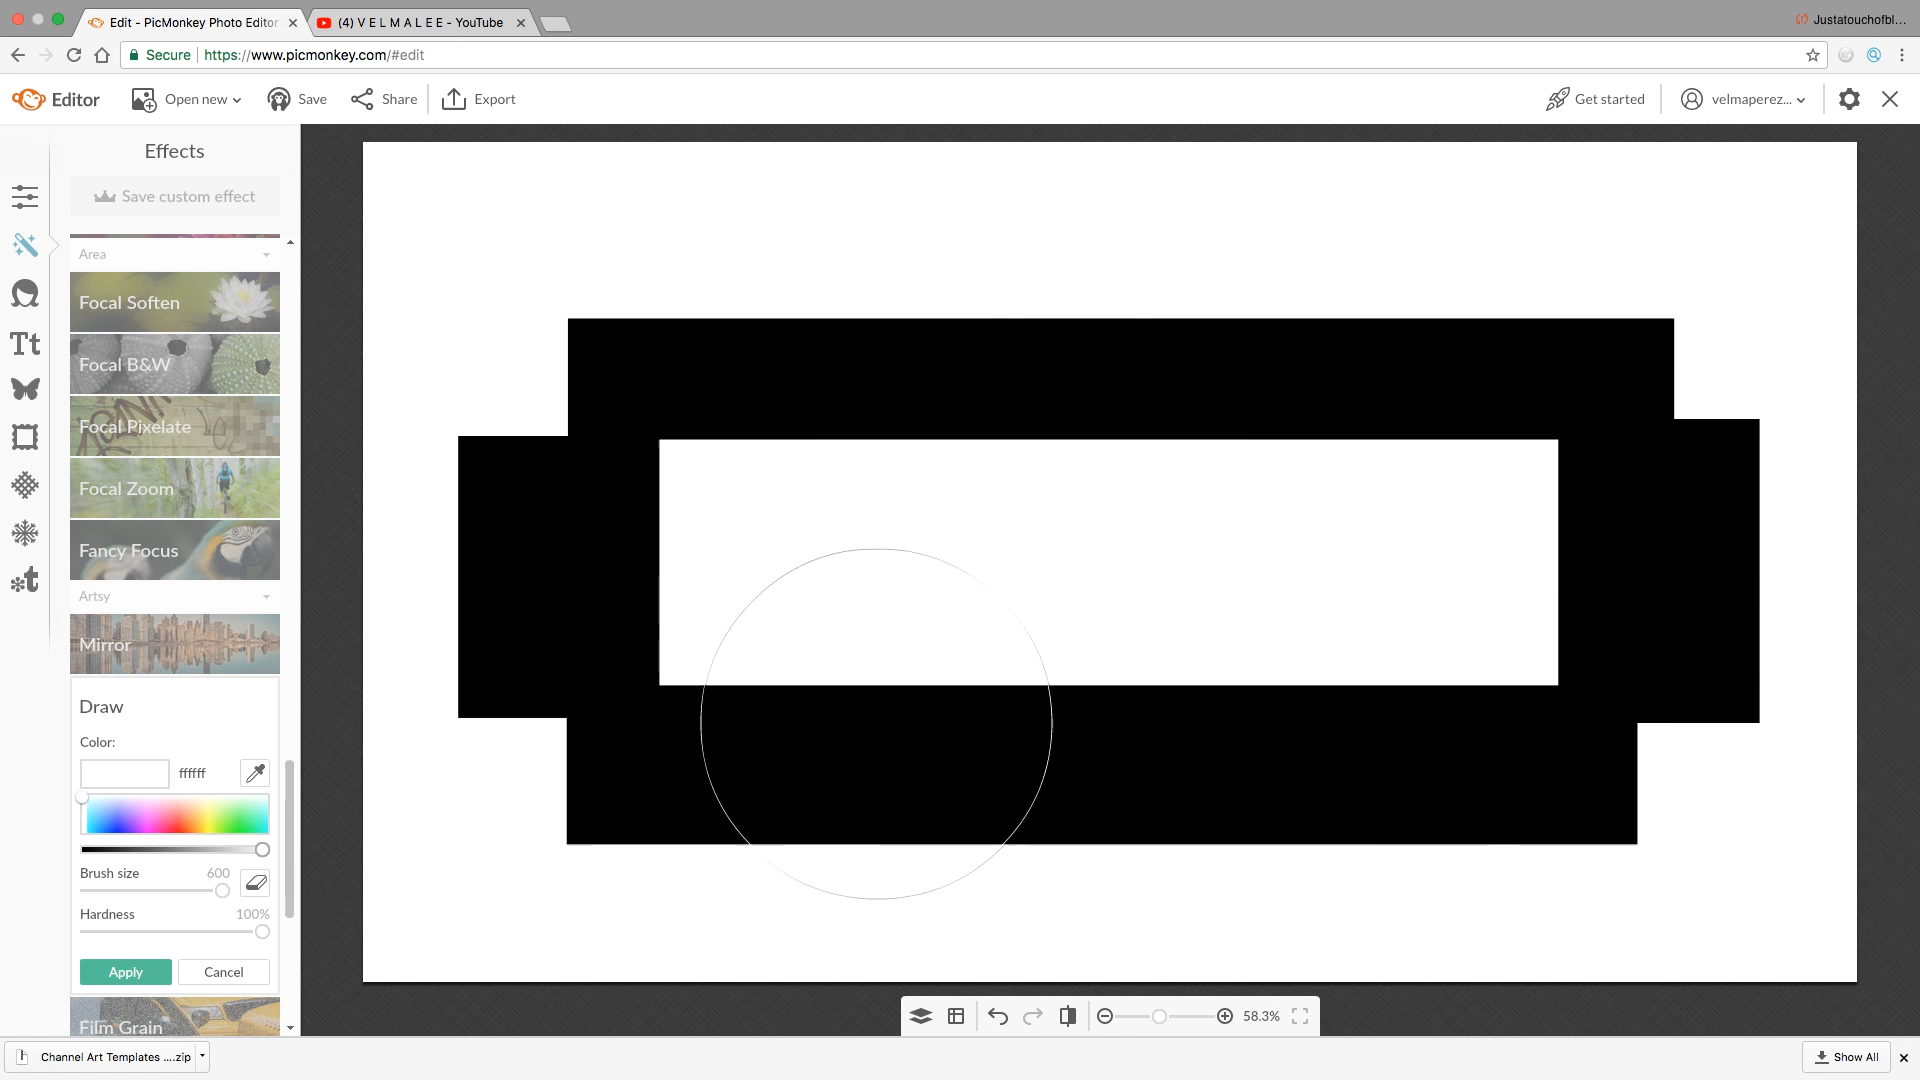 Edit - PicMonkey Photo Editor
(4) V E L M A L E E - YouTube
Justatouchofbl...
Secure
https://www.picmonkey.com/#edit
Editor
Open new
Save
Share
Export
Get started
velmaperez...
Effects
Save custom effect
Area
Focal Soften
Focal B&W
Focal Pixelate
Focal Zoom
Fancy Focus
Artsy
Mirror
Draw
Color:
ffffff
Brush size 600
Hardness 100%
Apply
Cancel
Film Grain
Tt
t
58.3%
Channel Art Templates ....zip
Show All